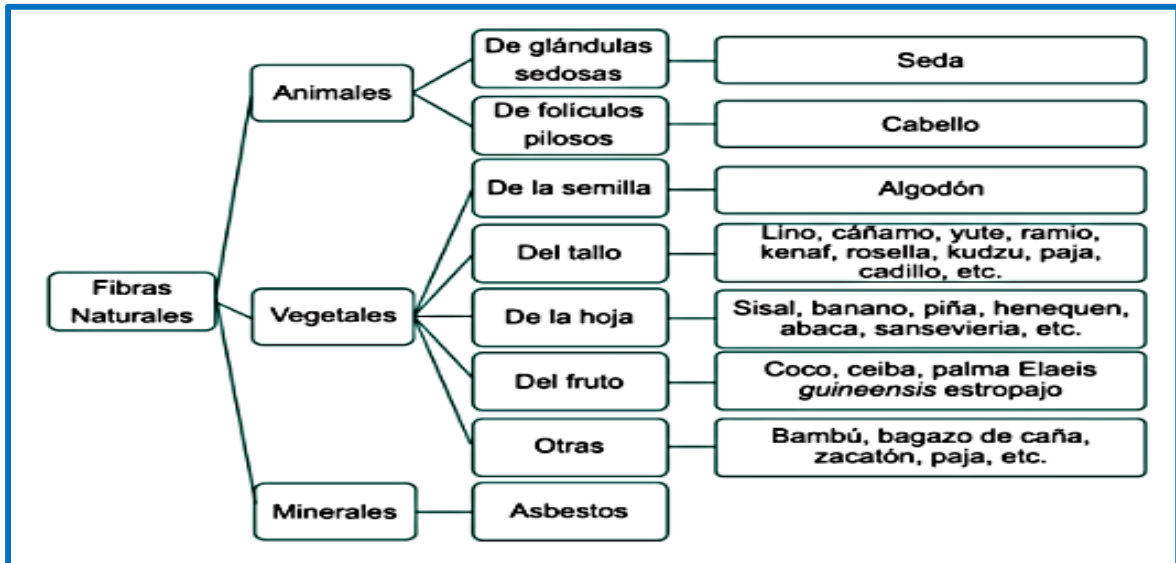 De glándulas
sedosas
Seda
Animales
De folículos
pilosos
Cabello
De la semilla
Algodón
Del tallo
Lino, cáñamo, yute, ramio,
kenaf, rosella, kudzu, paja,
cadillo, etc.
Fibras
Naturales
Vegetales
De la hoja
Sisal, banano, piña, henequen,
abaca, sansevieria, etc.
Del fruto
Coco, ceiba, palma Elaeis
guineensis estropajo
Otras
Bambú, bagazo de caña,
zacatón, paja, etc.
Minerales
Asbestos